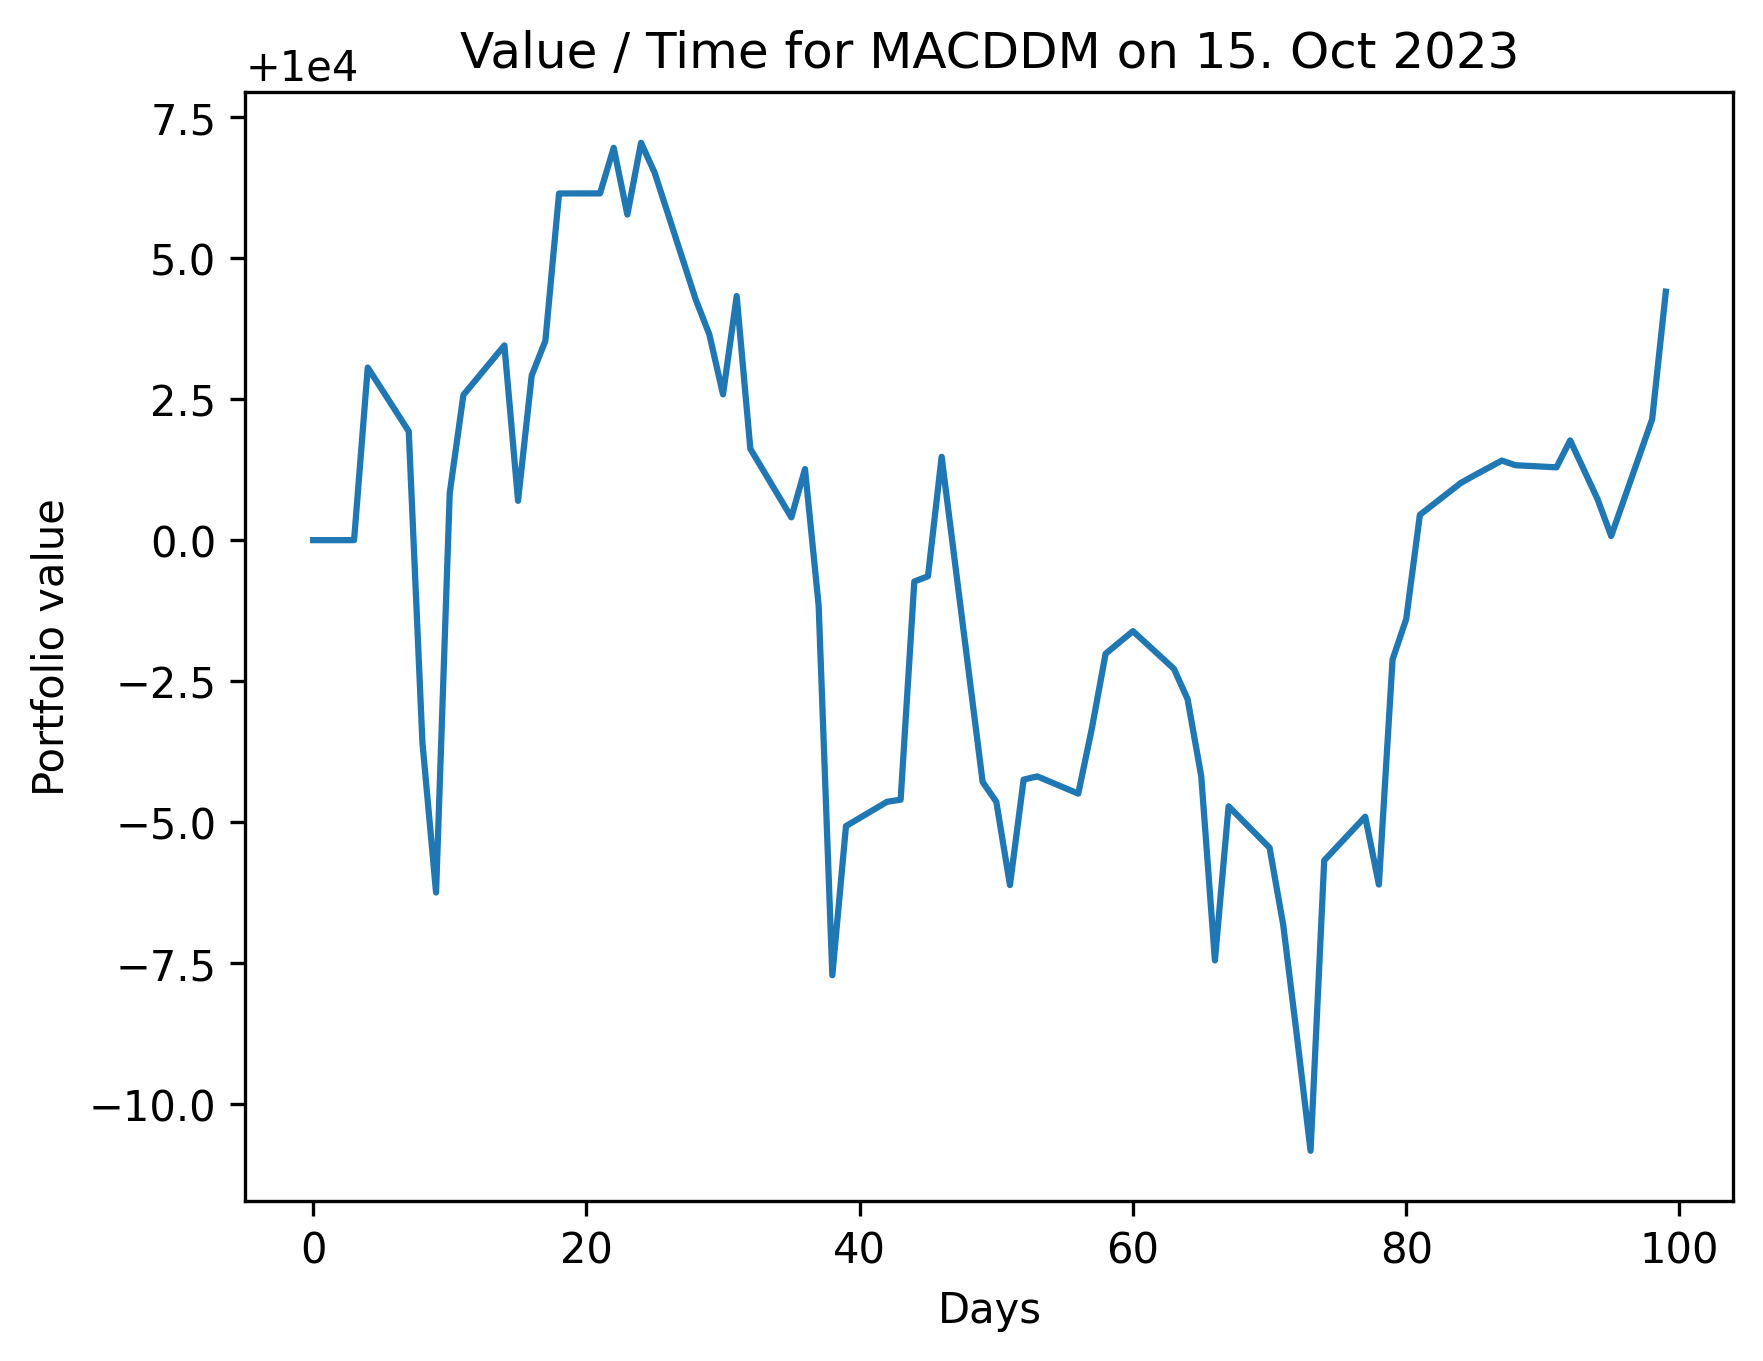 Value / Time for MACDDM on 15. Oct 2023
+1e4
7.5
5.0
2.5
0.0
−2.5
−5.0
−7.5
−10.0
Portfolio value
0 20 40 60 80 100
Days